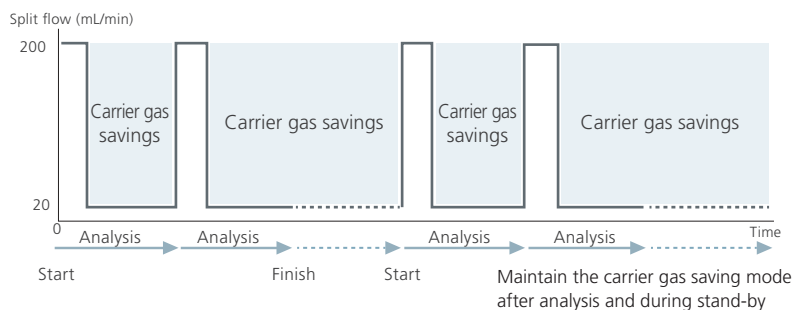 Split flow (mL/min)
200
Carrier gas
savings
Carrier gas savings
Carrier gas
savings
Carrier gas savings
20
0
Analysis
Analysis
Analysis
Analysis
Time
Start
Finish
Start
Maintain the carrier gas saving mode
after analysis and during stand-by